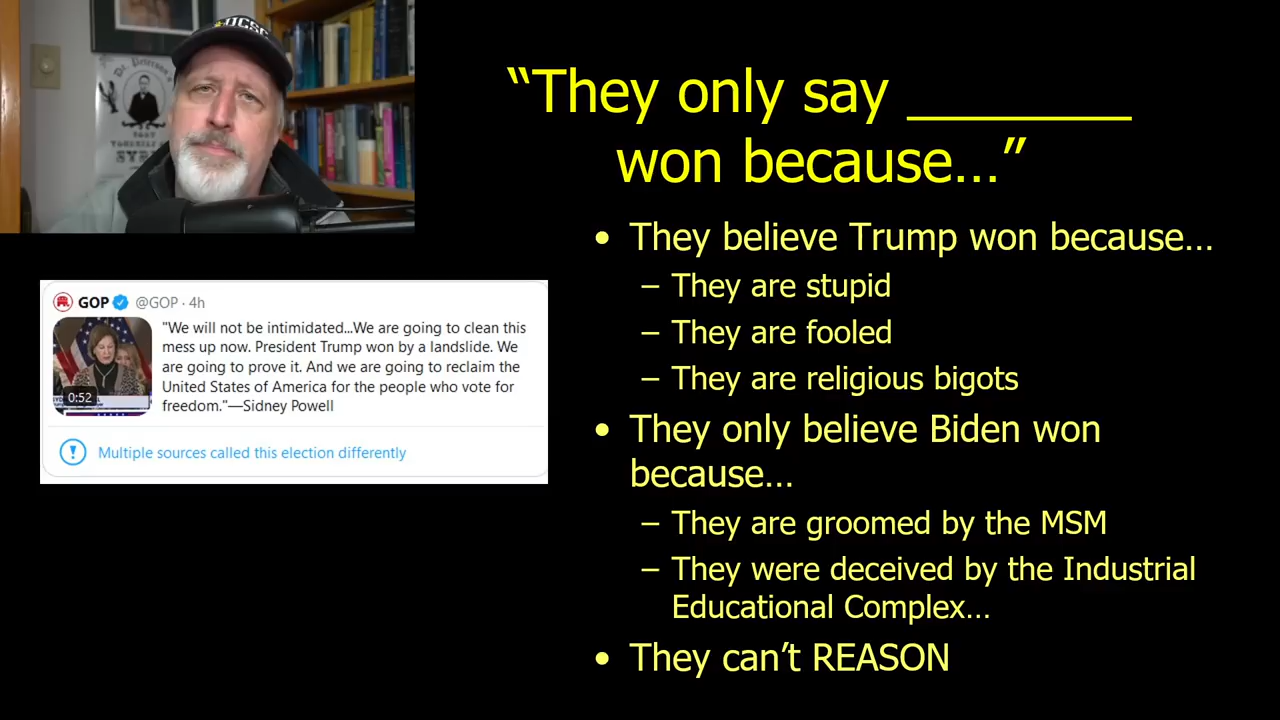 UCSC
Dr. Peterson's
“They only say ________
won because…”
GOP @GOP · 4h
"We will not be intimidated...We are going to clean this
mess up now. President Trump won by a landslide. We
are going to prove it. And we are going to reclaim the
United States of America for the people who vote for
freedom."—Sidney Powell
0:52
Multiple sources called this election differently
• They believe Trump won because…
– They are stupid
– They are fooled
– They are religious bigots
• They only believe Biden won
because…
– They are groomed by the MSM
– They were deceived by the Industrial
Educational Complex…
• They can’t REASON